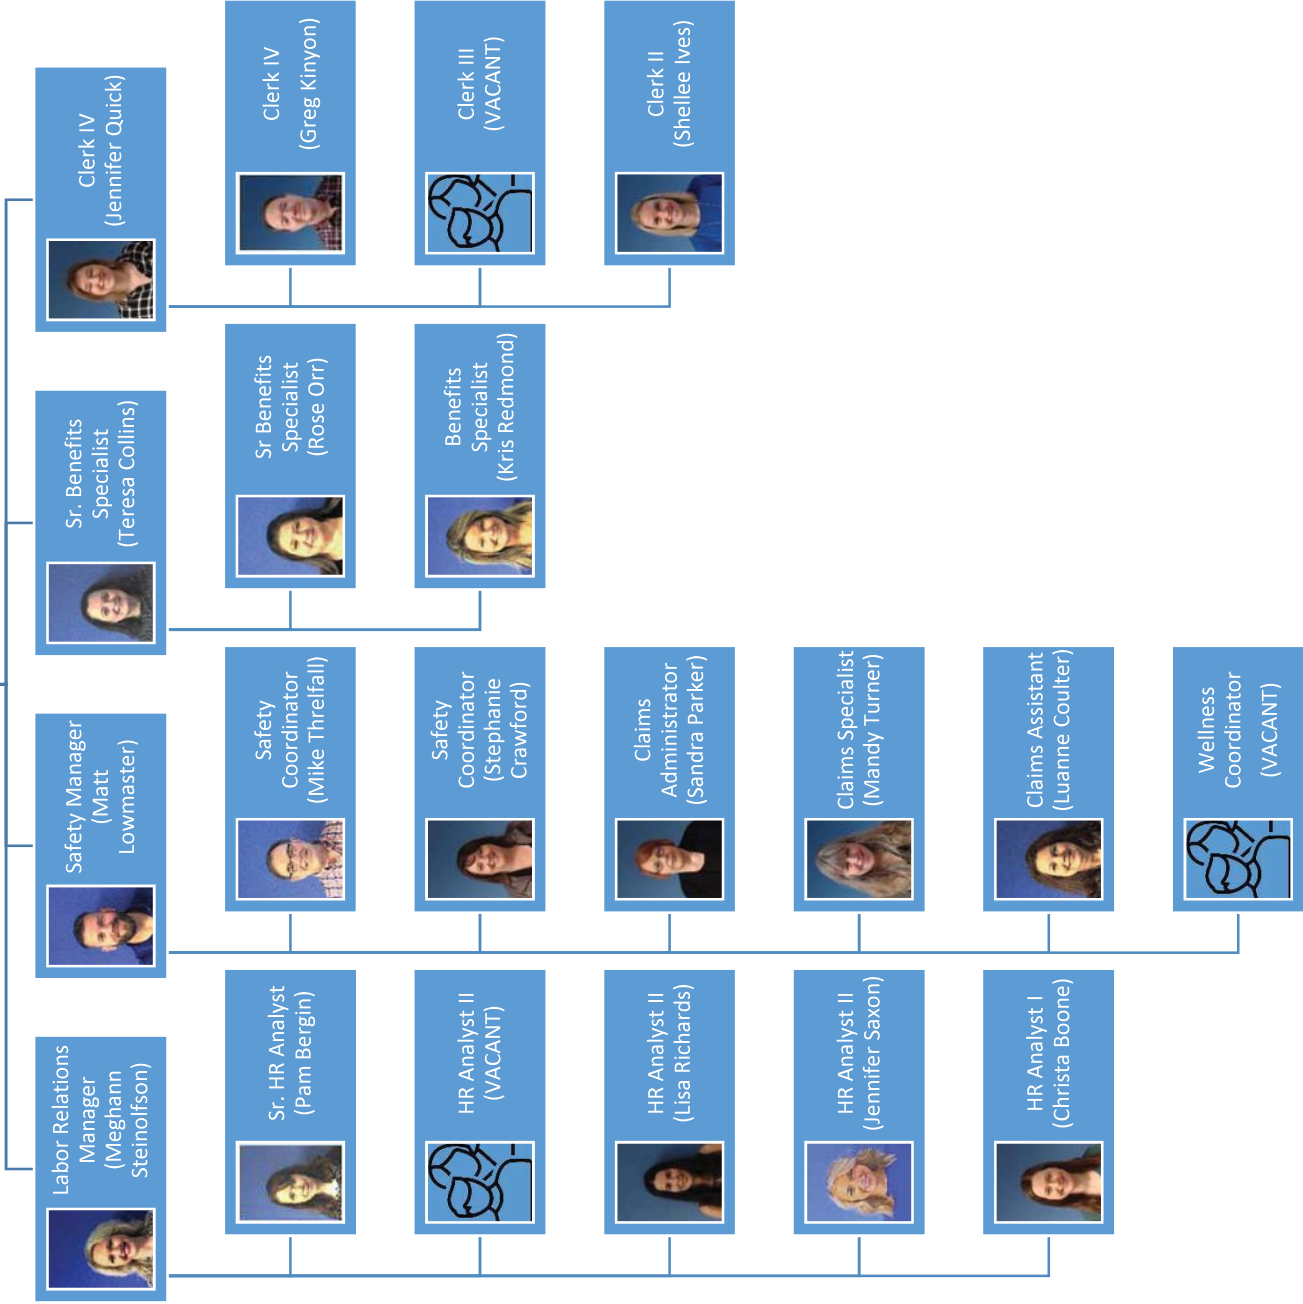 Labor Relations
Manager
(Meghann
Steinolfson)
Sr. HR Analyst
(Pam Bergin)
HR Analyst II
(VACANT)
HR Analyst II
(Lisa Richards)
HR Analyst II
(Jennifer Saxon)
HR Analyst I
(Christa Boone)
Safety Manager
(Matt
Lowmaster)
Safety
Coordinator
(Mike Threlfall)
Safety
Coordinator
(Stephanie
Crawford)
Claims
Administrator
(Sandra Parker)
Claims Specialist
(Mandy Turner)
Claims Assistant
(Luanne Coulter)
Wellness
Coordinator
(VACANT)
Sr. Benefits
Specialist
(Teresa Collins)
Sr Benefits
Specialist
(Rose Orr)
Benefits
Specialist
(Kris Redmond)
Clerk IV
(Jennifer Quick)
Clerk IV
(Greg Kinyon)
Clerk III
(VACANT)
Clerk II
(Shellee Ives)